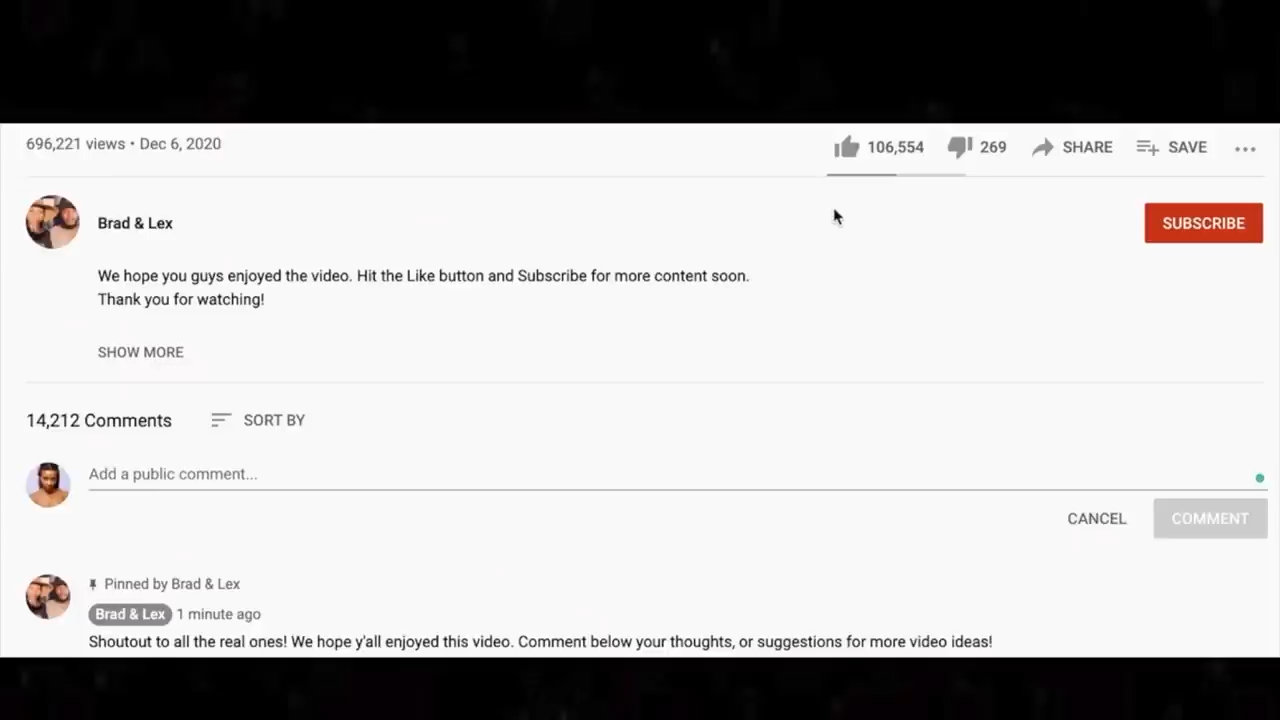 696,221 views • Dec 6, 2020
106,554
269
SHARE
SAVE
Brad & Lex
SUBSCRIBE
We hope you guys enjoyed the video. Hit the Like button and Subscribe for more content soon.
Thank you for watching!
SHOW MORE
14,212 Comments
SORT BY
Add a public comment...
CANCEL
COMMENT
Pinned by Brad & Lex
Brad & Lex 1 minute ago
Shoutout to all the real ones! We hope y'all enjoyed this video. Comment below your thoughts, or suggestions for more video ideas!